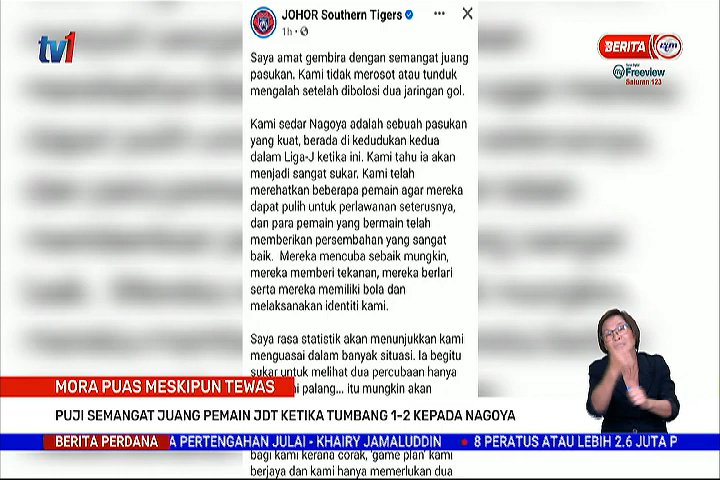 tv1
BERITA rtm
myFreeview
Saluran 123
JOHOR Southern Tigers
1h
Saya amat gembira dengan semangat juang
pasukan. Kami tidak merosot atau tunduk
mengalah setelah dibolosi dua jaringan gol.
Kami sedar Nagoya adalah sebuah pasukan
yang kuat, berada di kedudukan kedua
dalam Liga-J ketika ini. Kami tahu ia akan
menjadi sangat sukar. Kami telah
merehatkan beberapa pemain agar mereka
dapat pulih untuk perlawanan seterusnya,
dan para pemain yang bermain telah
memberikan persembahan yang sangat
baik. Mereka mencuba sebaik mungkin,
mereka memberi tekanan, mereka berlari
serta mereka memiliki bola dan
melaksanakan identiti kami.
Saya rasa statistik akan menunjukkan kami
menguasai dalam banyak situasi. Ia begitu
sukar untuk melihat dua percubaan hanya
palang... itu mungkin akan
MORA PUAS MESKIPUN TEWAS
PUJI SEMANGAT JUANG PEMAIN JDT KETIKA TUMBANG 1-2 KEPADA NAGOYA
BERITA PERDANA A PERTENGAHAN JULAI - KHAIRY JAMALUDDIN • 8 PERATUS ATAU LEBIH 2.6 JUTA P
bagi kami kerana corak, 'game plan' kami
berjaya dan kami hanya memerlukan dua